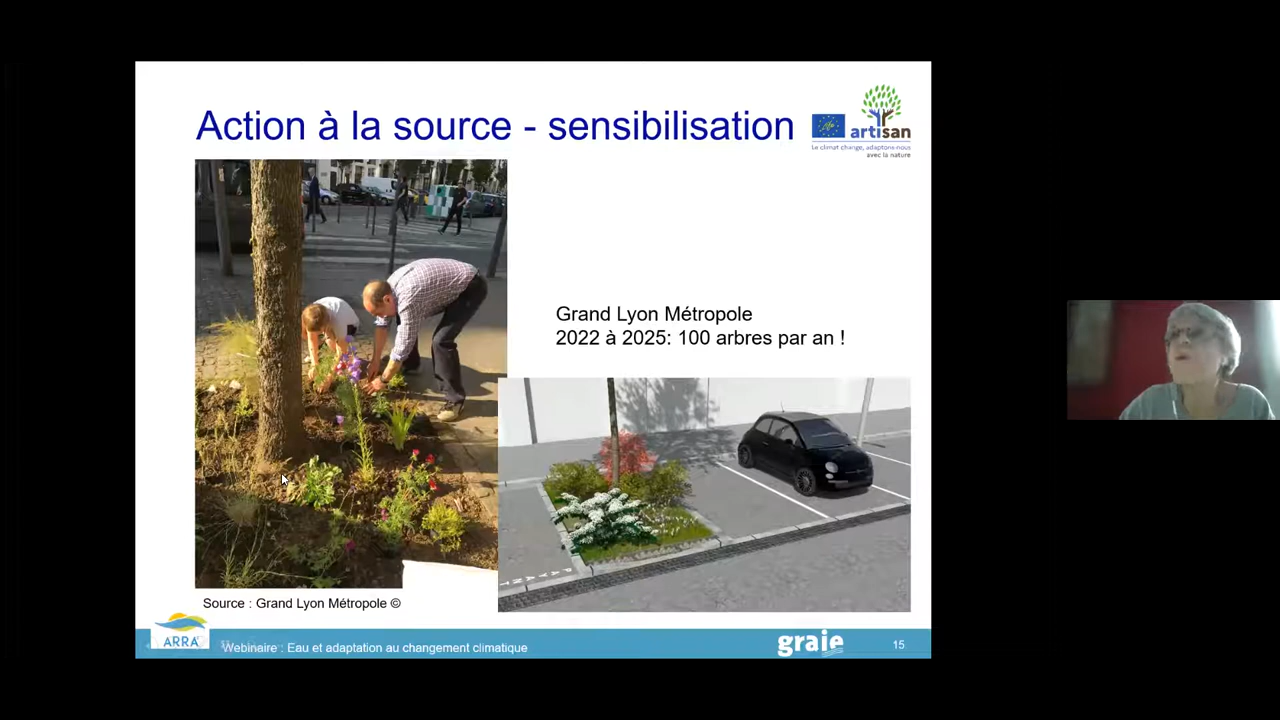 Action à la source - sensibilisation
artisan
Le climat change, adaptons-nous
avec la nature
Grand Lyon Métropole
2022 à 2025: 100 arbres par an !
PAYANT
Source : Grand Lyon Métropole ©
ARRA
Webinaire : Eau et adaptation au changement climatique
graie
15